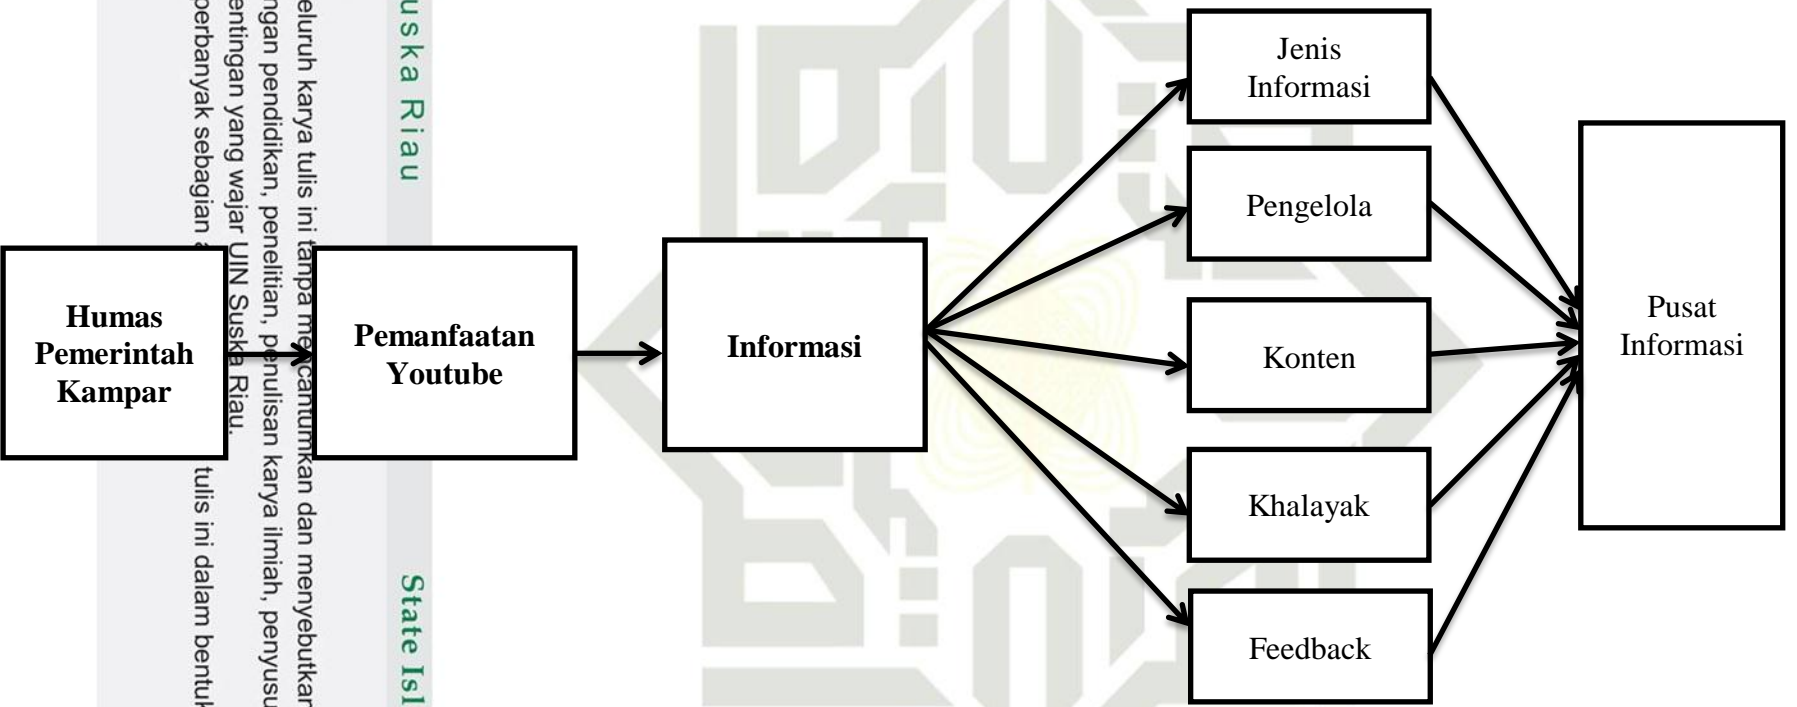 Humas
Pemerintah
Kampar
Pemanfaatan
Youtube
Informasi
Jenis
Informasi
Pengelola
Konten
Khalayak
Feedback
Pusat
Informasi
uska Riau
State Isl
eluruh karya tulis ini tanpa mencantumkan dan menyebutkan
ngan pendidikan, penelitian, penulisan karya ilmiah, penyusu
entingan yang wajar UIN Suska Riau.
perbanyak sebagian
tulis ini dalam bentuk